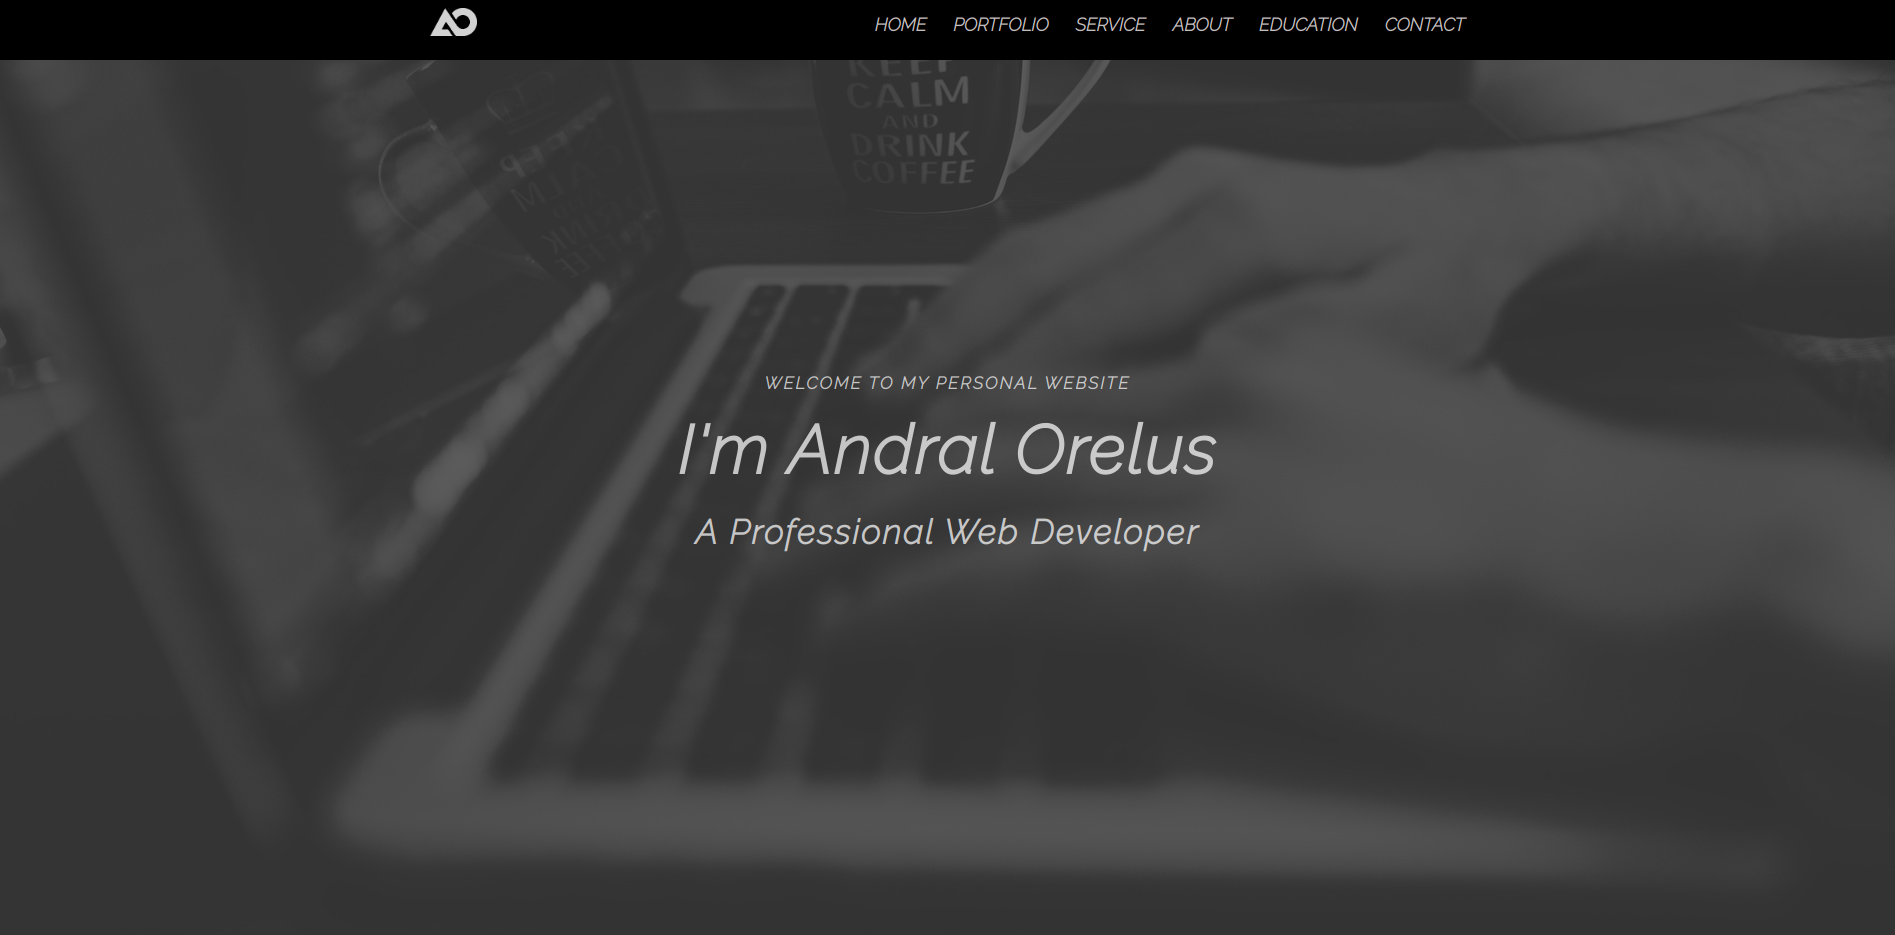 AO
HOME PORTFOLIO SERVICE ABOUT EDUCATION CONTACT
KEEP
CALM
AND
DRINK
COFFEE
WELCOME TO MY PERSONAL WEBSITE
I'm Andral Orelus
A Professional Web Developer